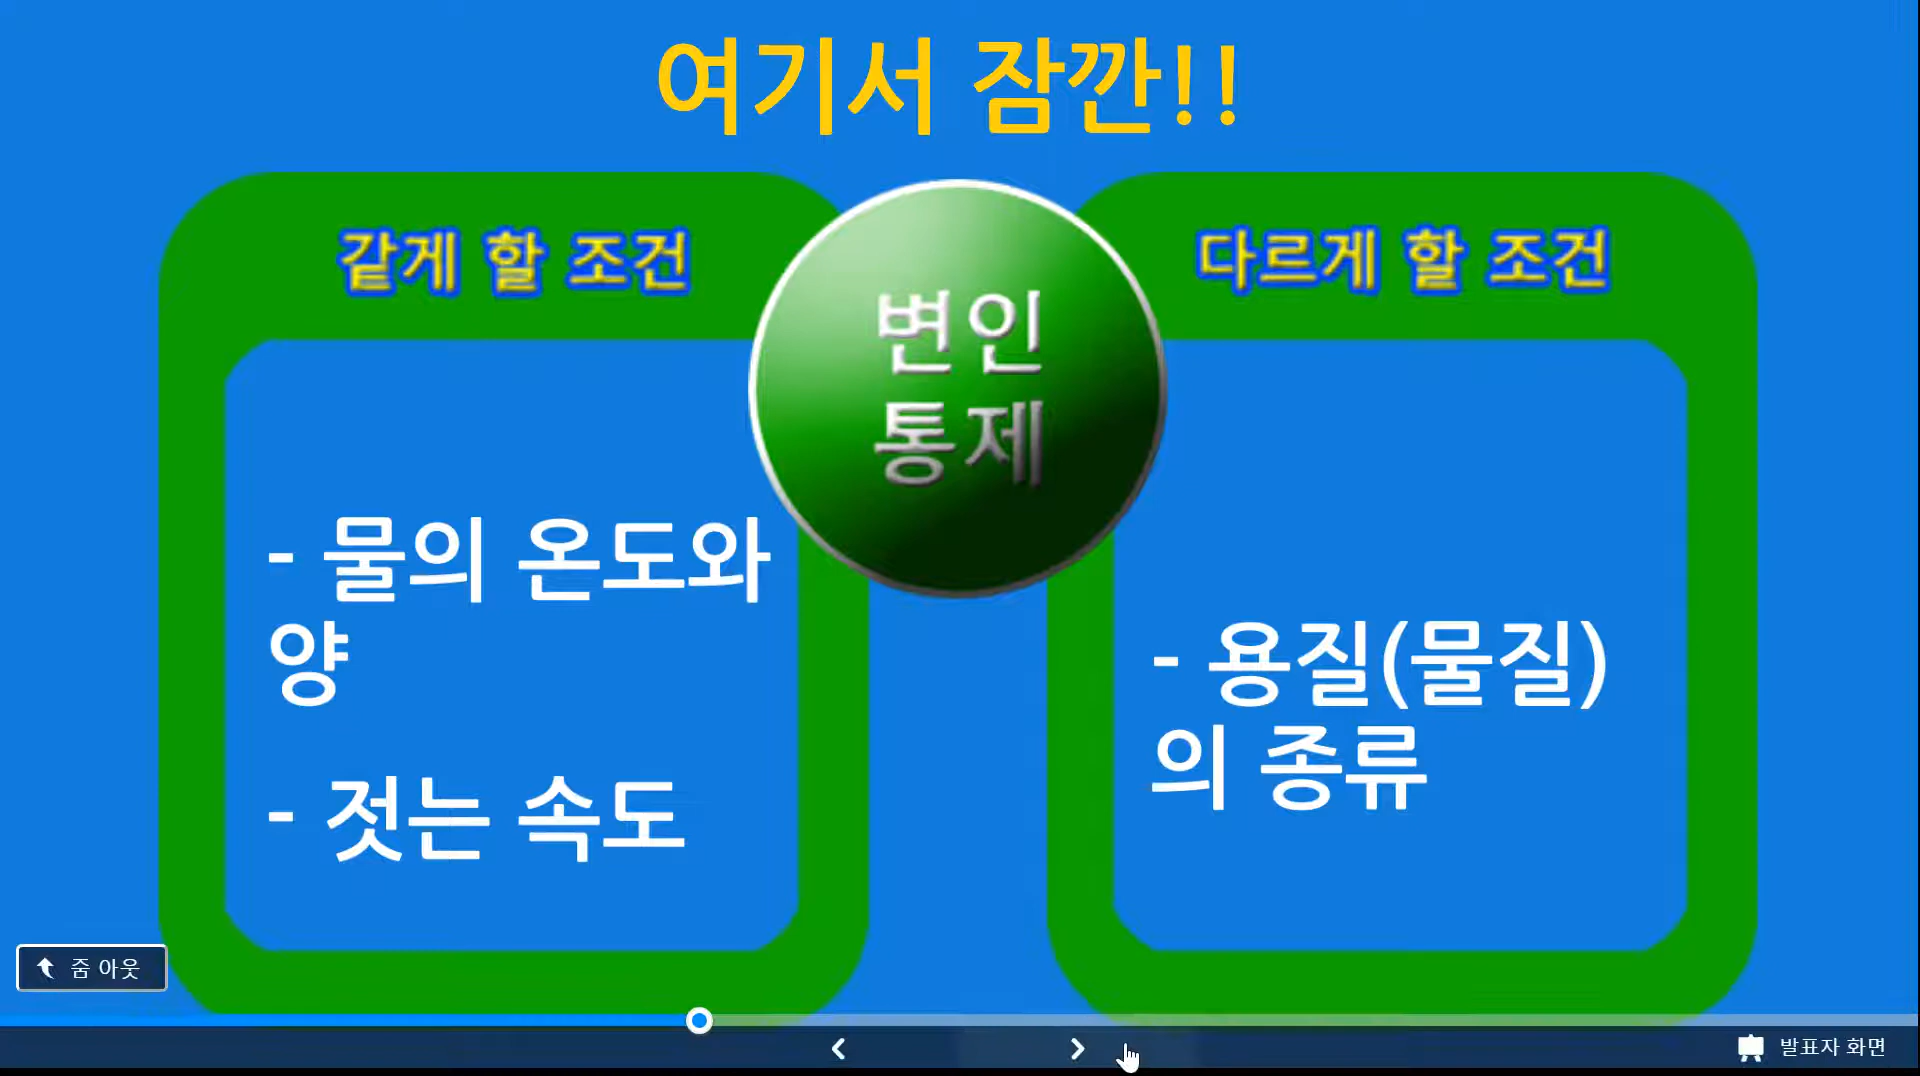 여기서 잠깐!!
같게 할 조건
변인
통제
다르게 할 조건
- 물의 온도와
양
- 젓는 속도
- 용질(물질)
의 종류
줌 아웃
발표자 화면